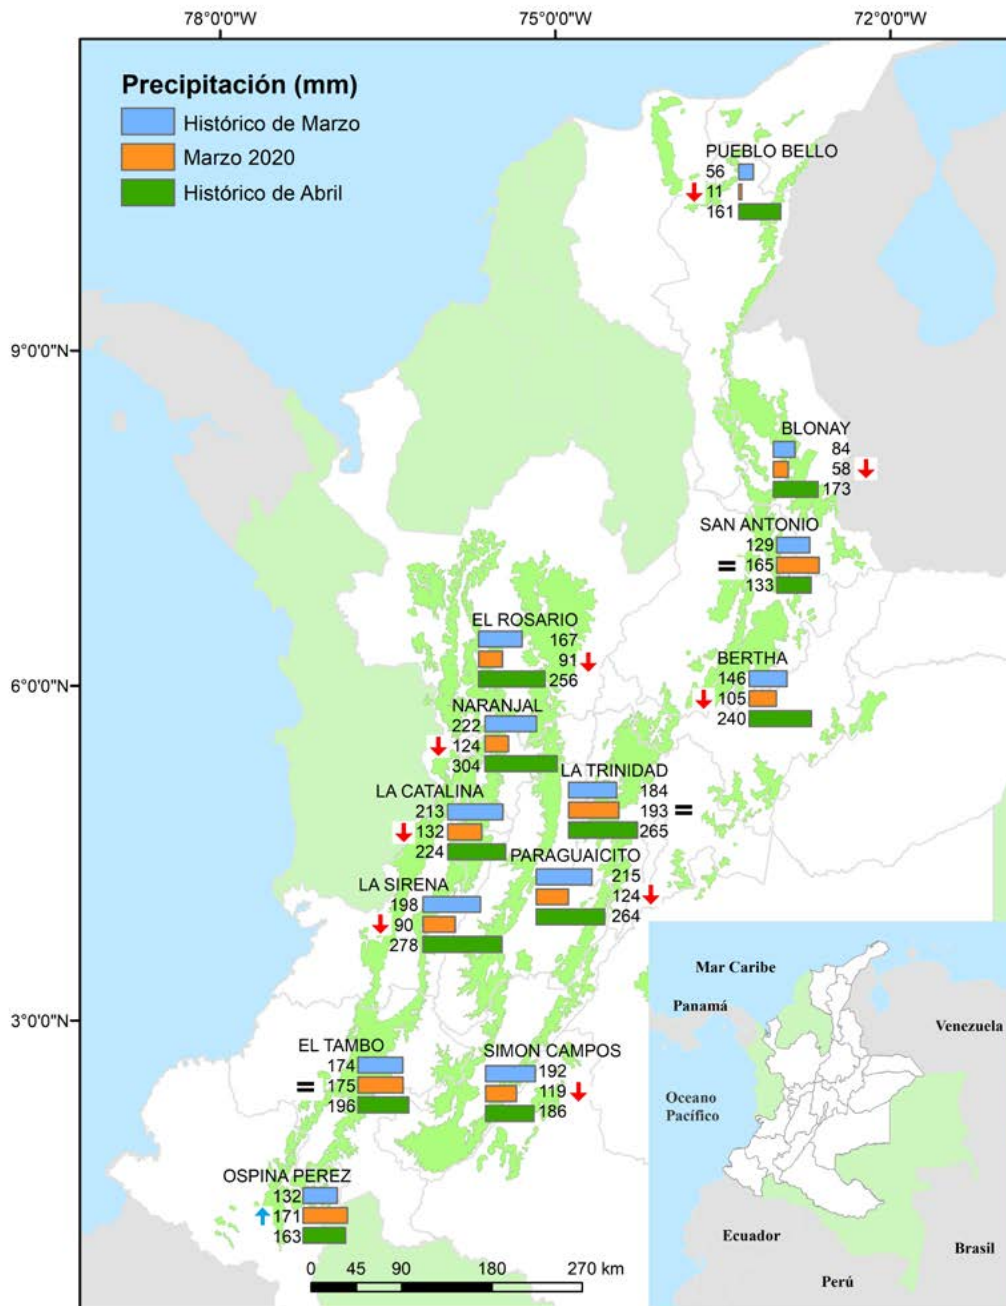 78°0'0"W 75°0'0"W 72°0'0"W
Precipitación (mm)
Histórico de Marzo
Marzo 2020
Histórico de Abril
PUEBLO BELLO
56
11
161
9°0'0"N
BLONAY
84
58
173
SAN ANTONIO
129
= 165
133
EL ROSARIO
167
91
256
BERTHA
146
105
240
6°0'0"N
NARANJAL
222
124
304
LA TRINIDAD
184
193 =
265
LA CATALINA
213
132
224
PARAGUAICITO
215
124
264
LA SIRENA
198
90
278
3°0'0"N
EL TAMBO
174
= 175
196
SIMON CAMPOS
192
119
186
OSPINA PEREZ
132
171
163
0 45 90 180 270 km
Mar Caribe
Panamá
Venezuela
Oceano
Pacífico
Ecuador
Brasil
Perú